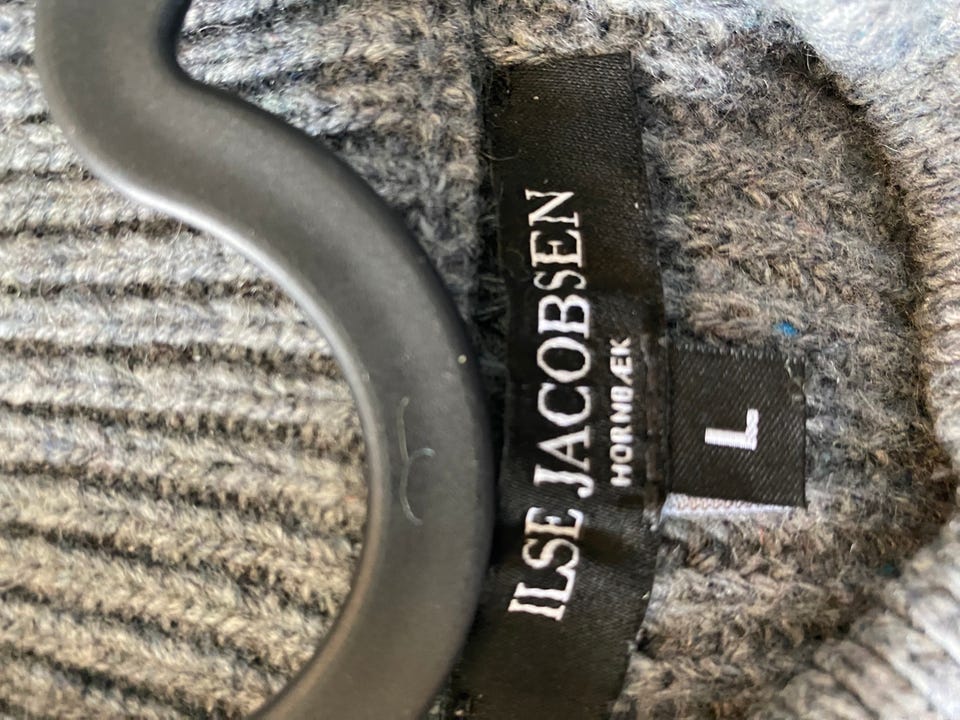 ILSE JACOBSEN
HORNBÆK
L